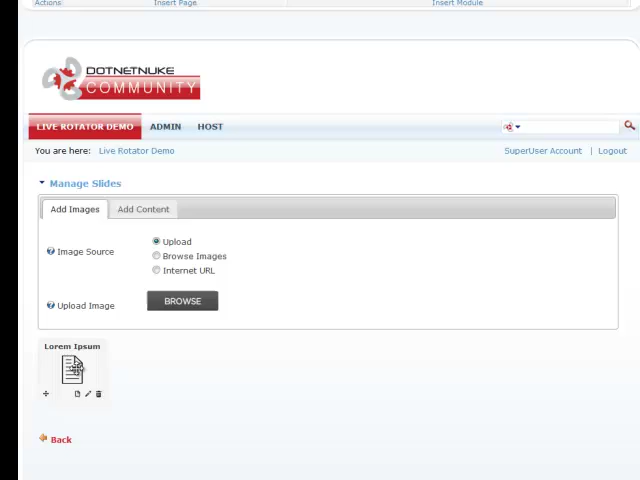 Actions Insert Page Insert Module
DOTNETNUKE
COMMUNITY
LIVE ROTATOR DEMO ADMIN HOST
You are here: Live Rotator Demo SuperUser Account | Logout
Manage Slides
Add Images Add Content
Image Source
Upload
Browse Images
Internet URL
Upload Image BROWSE
Lorem Ipsum
Back